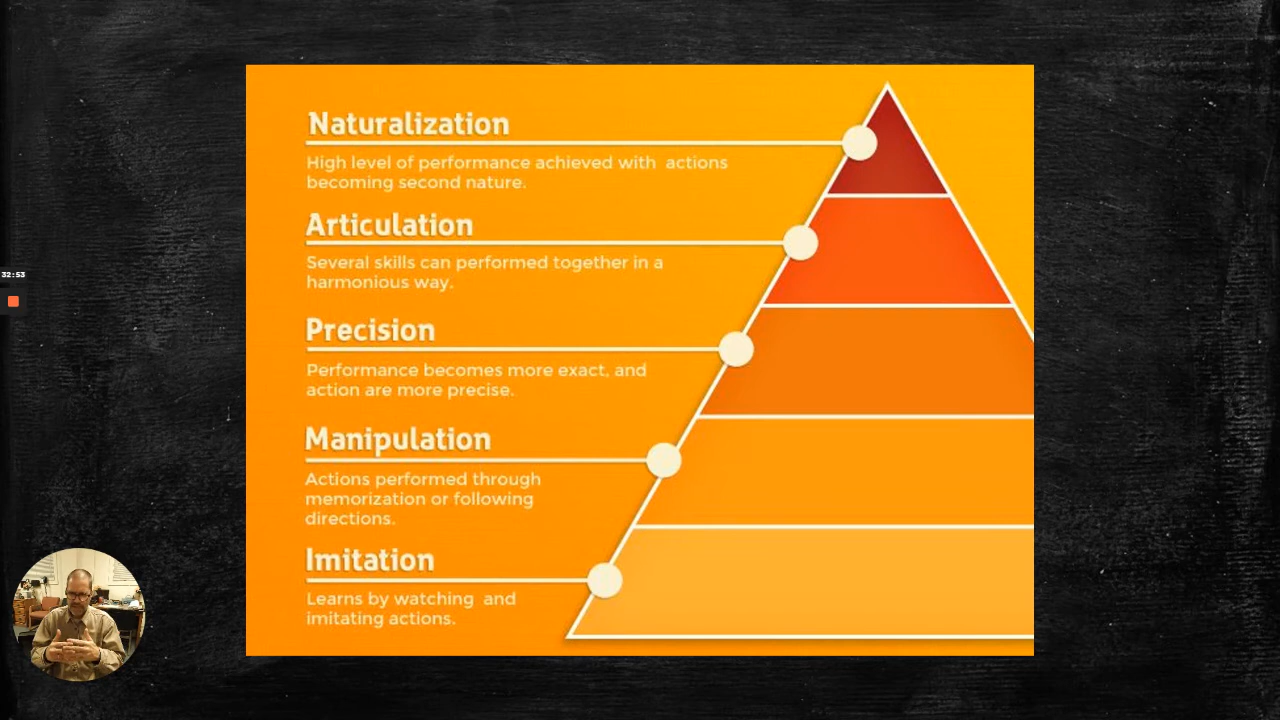 Naturalization
High level of performance achieved with  actions
becoming second nature.
Articulation
Several skills can performed together in a
harmonious way.
Precision
Performance becomes more exact, and
action are more precise.
Manipulation
Actions performed through
memorization or following
directions.
Imitation
Learns by watching  and
imitating actions.
32:53